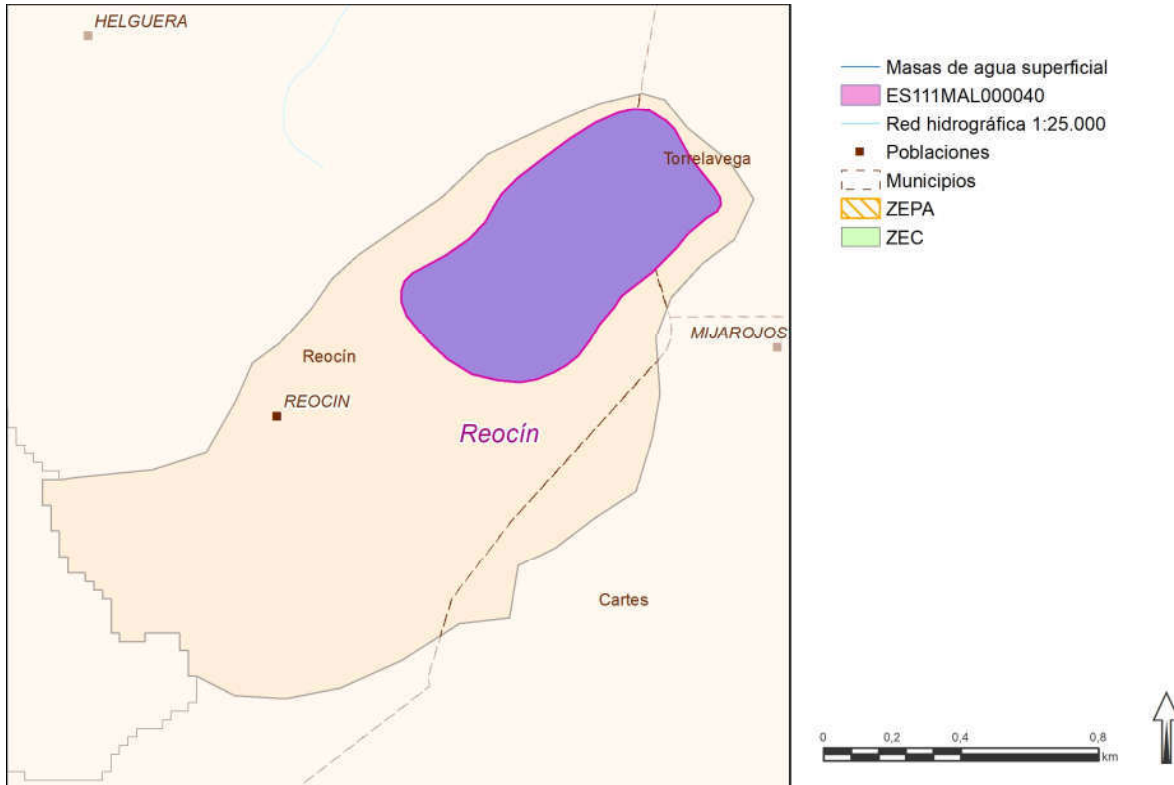 HELGUERA
Torrelavega
MIJAROJOS
Reocín
REOCIN
Reocín
Cartes
Masas de agua superficial
ES111MAL000040
Red hidrográfica 1:25.000
Poblaciones
Municipios
ZEPA
ZEC
0 0,2 0,4 0,8
km